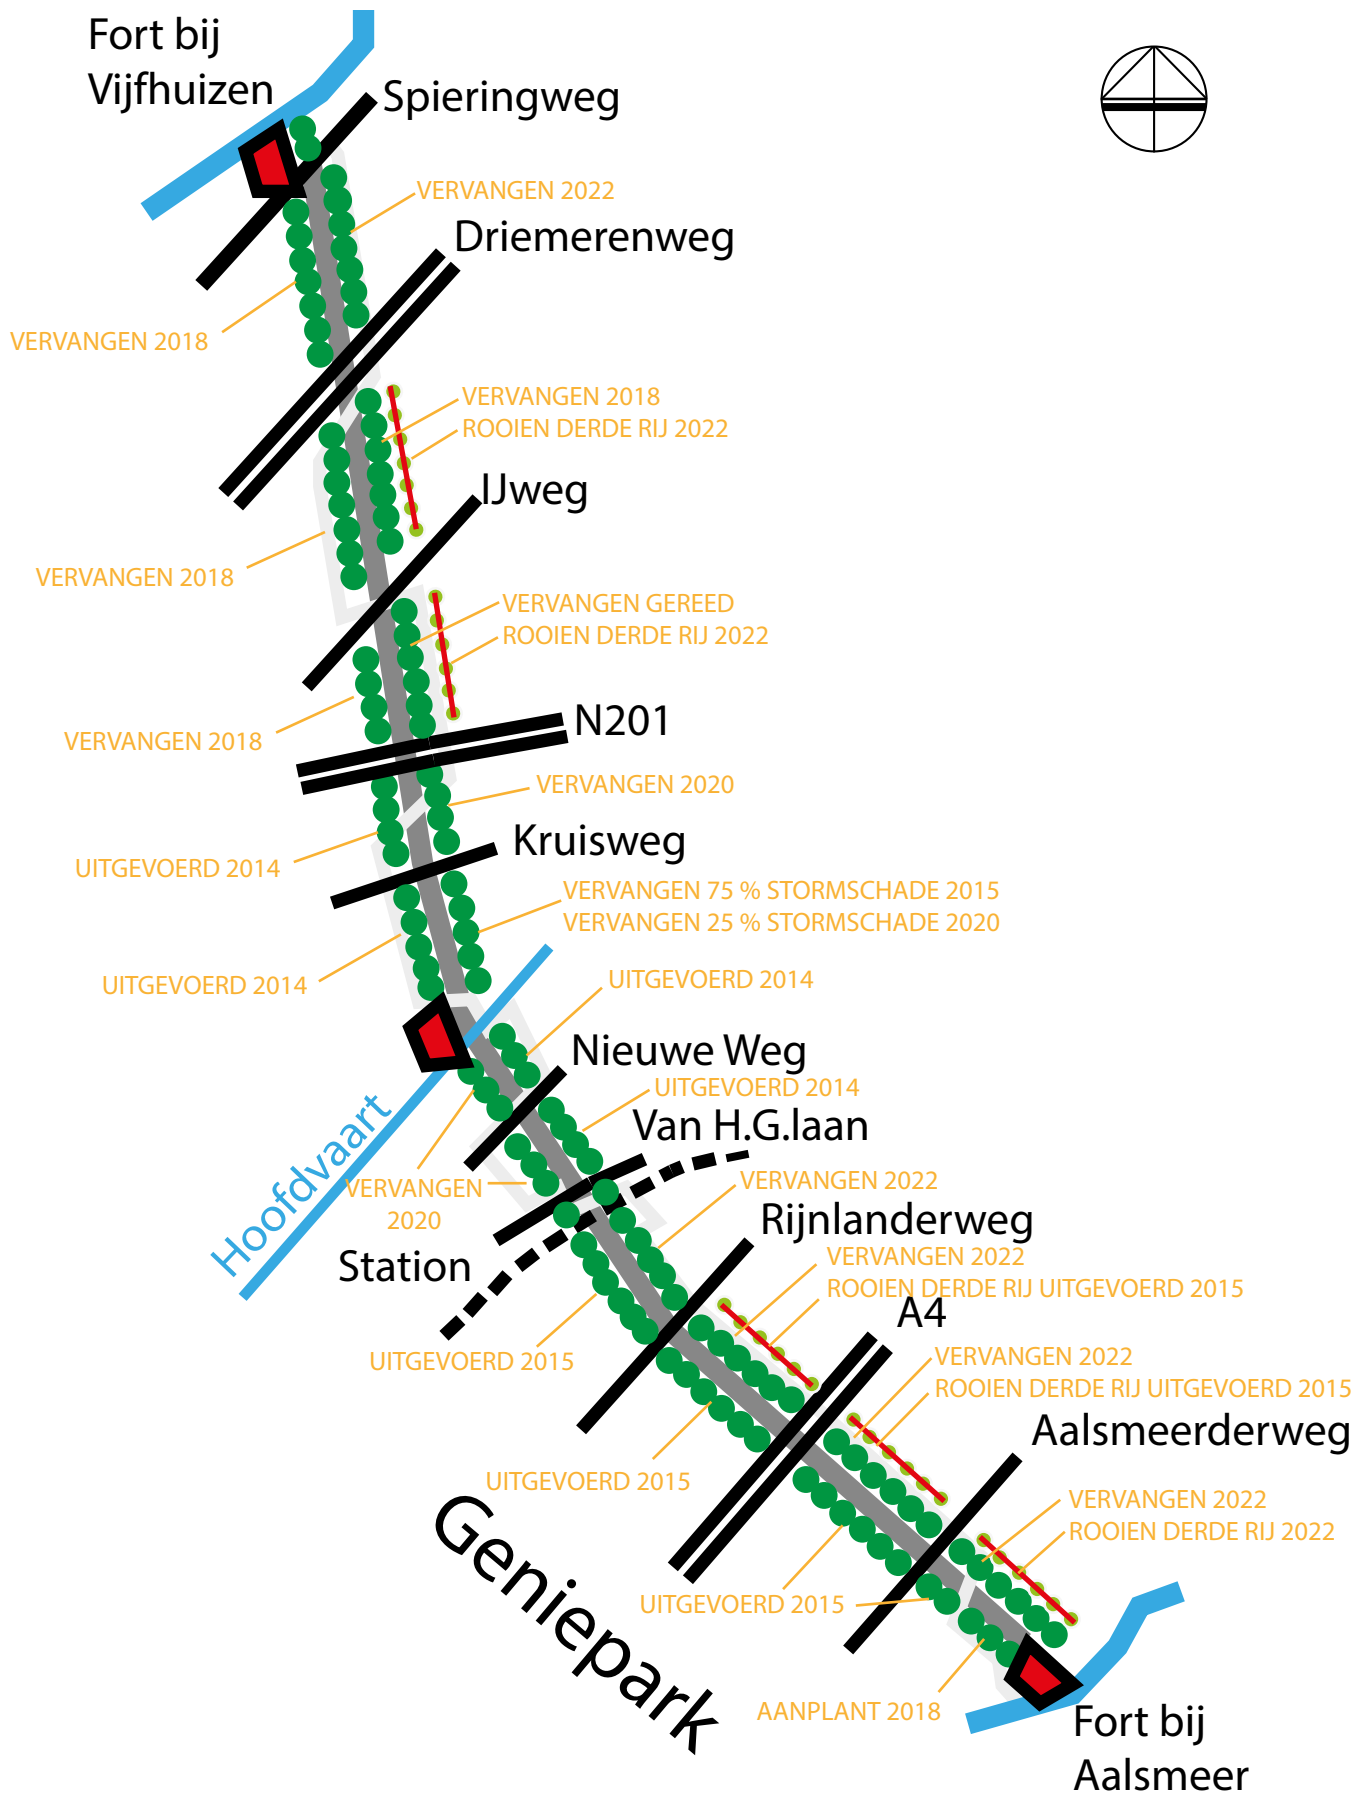 Fort bij
Vijfhuizen
Spieringweg
VERVANGEN 2022
Driemerenweg
VERVANGEN 2018
VERVANGEN 2018
ROOIEN DERDE RIJ 2022
IJweg
VERVANGEN 2018
VERVANGEN GEREED
ROOIEN DERDE RIJ 2022
N201
VERVANGEN 2018
VERVANGEN 2020
Kruisweg
UITGEVOERD 2014
VERVANGEN 75 % STORMSCHADE 2015
VERVANGEN 25 % STORMSCHADE 2020
UITGEVOERD 2014
UITGEVOERD 2014
Nieuwe Weg
UITGEVOERD 2014
Van H.G.laan
Hoofdvaart
VERVANGEN
2020
VERVANGEN 2022
Rijnlanderweg
Station
VERVANGEN 2022
ROOIEN DERDE RIJ UITGEVOERD 2015
A4
UITGEVOERD 2015
VERVANGEN 2022
ROOIEN DERDE RIJ UITGEVOERD 2015
Aalsmeerderweg
UITGEVOERD 2015
VERVANGEN 2022
ROOIEN DERDE RIJ 2022
Geniepark
UITGEVOERD 2015
AANPLANT 2018
Fort bij
Aalsmeer